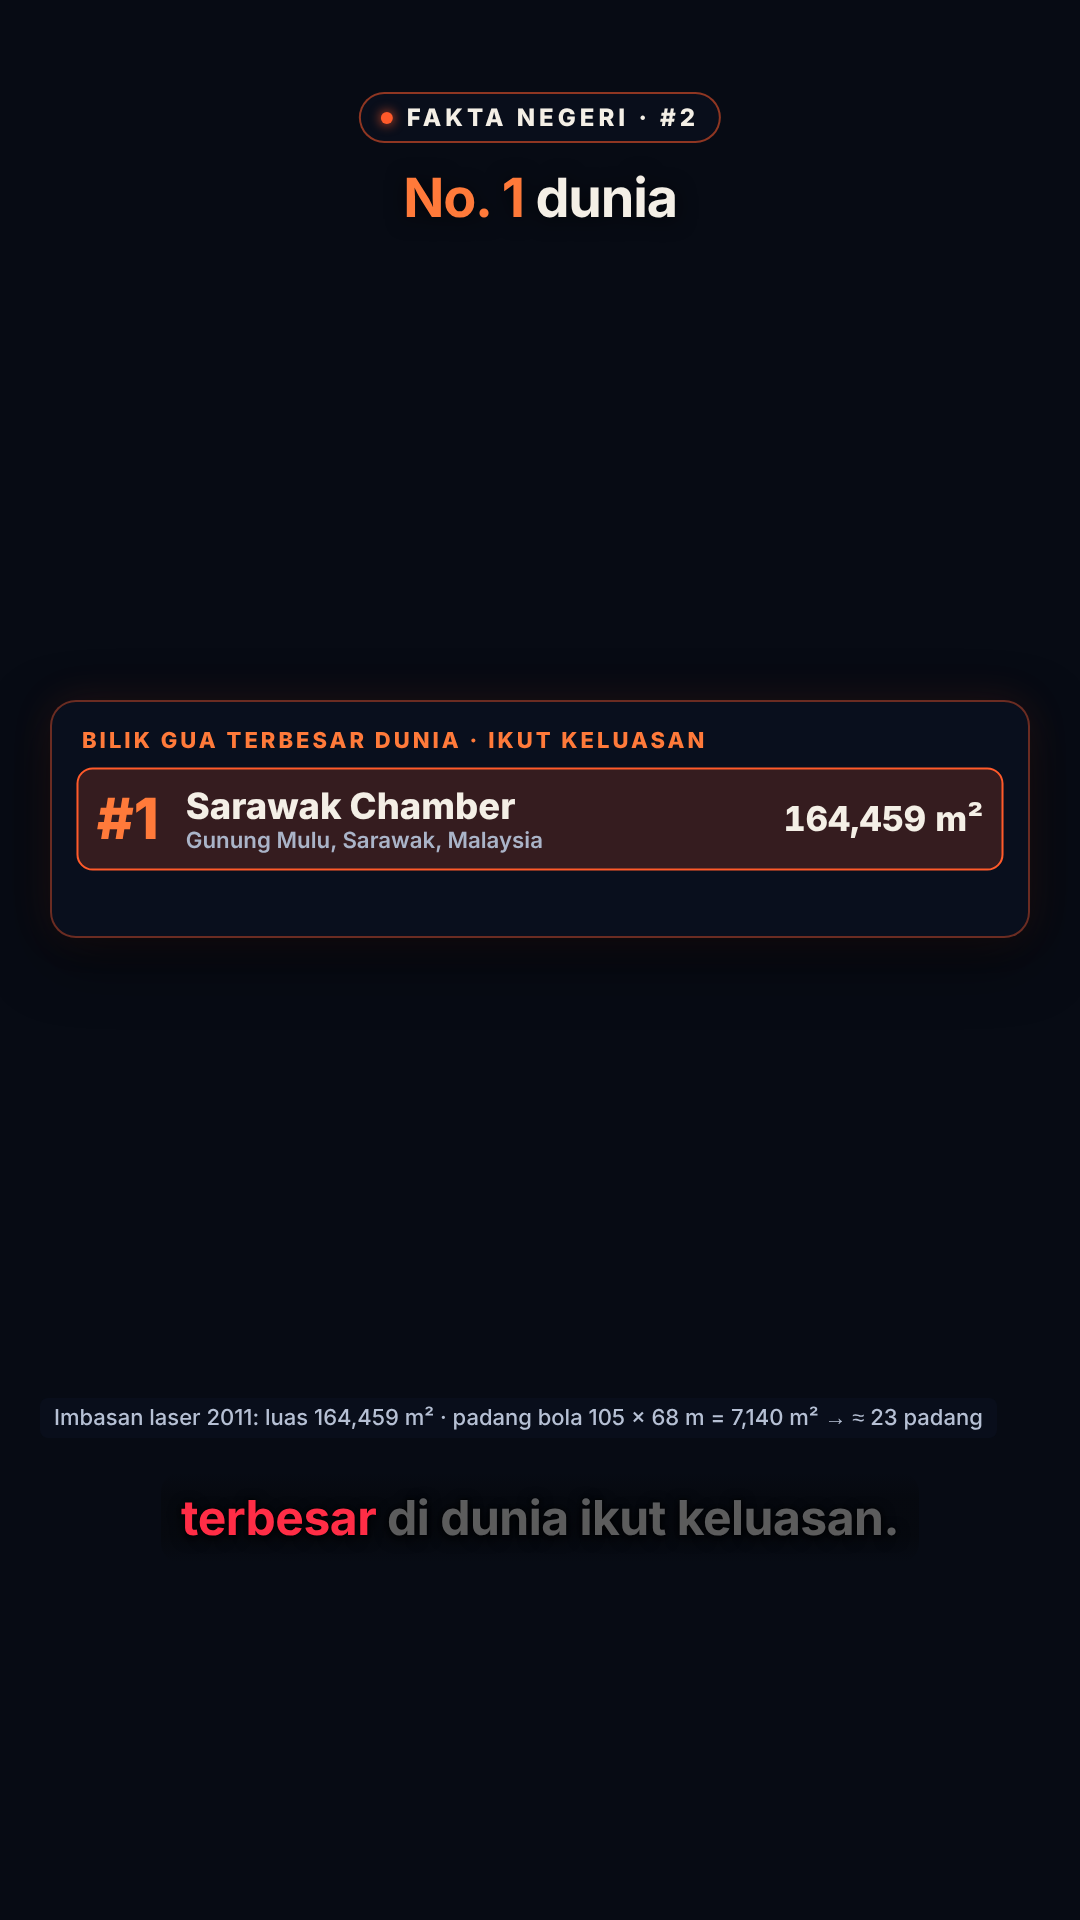 FAKTA NEGERI · #2
No. 1 dunia
BILIK GUA TERBESAR DUNIA · IKUT KELUASAN
#1 Sarawak Chamber 164,459 m²
Gunung Mulu, Sarawak, Malaysia
Imbasan laser 2011: luas 164,459 m² · padang bola 105 × 68 m = 7,140 m² → ≈ 23 padang
terbesar di dunia ikut keluasan.